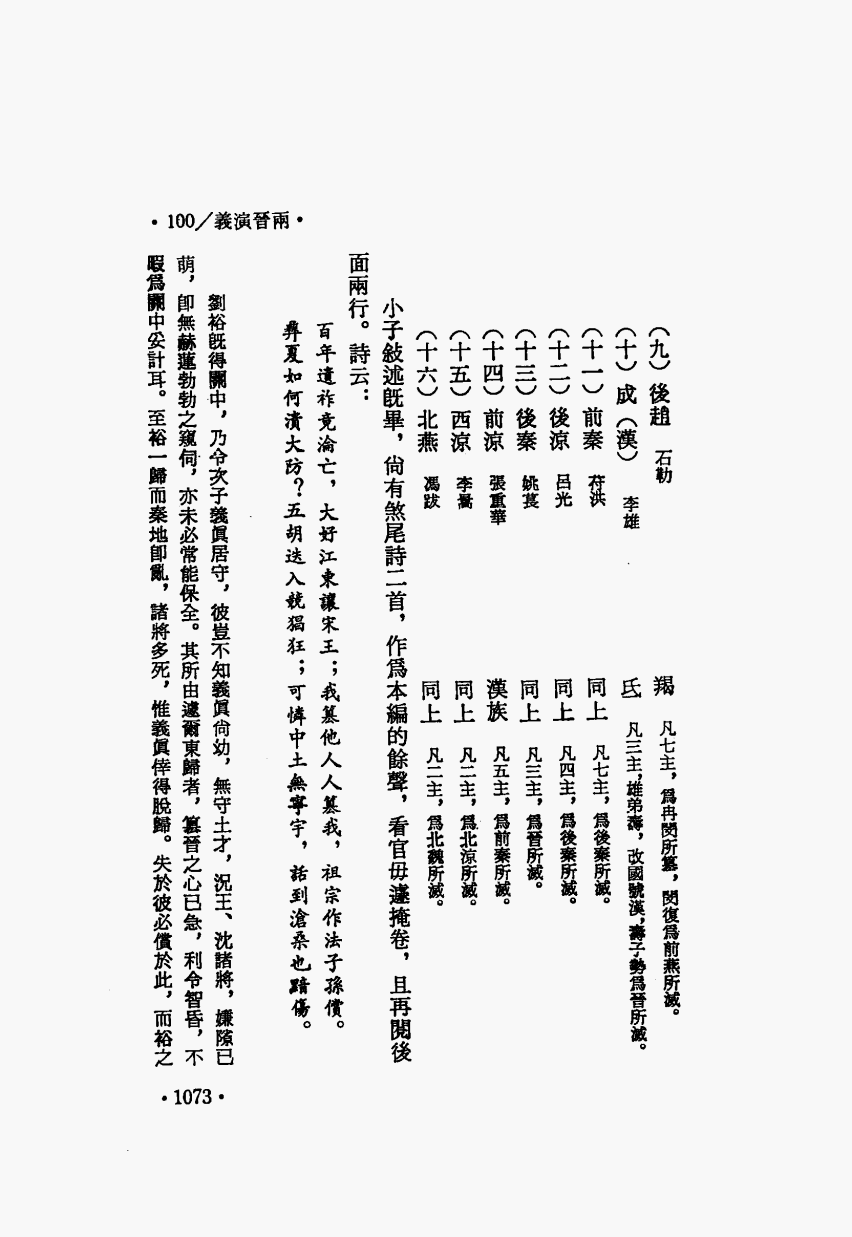 •100/義演晉兩•
(九)後趙 石勒 羯 凡七主，爲冉閔所篡，閔復爲前燕所滅。
(十)成(漢) 李雄 氐 凡三主，雄弟壽，改國號漢，壽子勢爲晉所滅。
(十一)前秦 苻洪 同上 凡七主，爲後秦所滅。
(十二)後涼 呂光 同上 凡四主，爲後秦所滅。
(十三)後秦 姚萇 同上 凡三主，爲晉所滅。
(十四)前涼 張重華 漢族 凡五主，爲前秦所滅。
(十五)西涼 李暠 同上 凡二主，爲北涼所滅。
(十六)北燕 馮跋 同上 凡二主，爲北魏所滅。
小子敍述既畢，尚有煞尾詩二首，作爲本編的餘聲，看官毋遽掩卷，且再閱後
面兩行。詩云：
百年遺祚竟淪亡，大好江東讓宋王；我篡他人人篡我，祖宗作法子孫償。
彝夏如何潰大防？五胡迭入競猖狂；可憐中土無寧宇，話到滄桑也黯傷。
劉裕既得關中，乃令次子義眞居守，彼豈不知義眞尚幼，無守土才，況王、沈諸將，嫌隙已
萌，卽無赫連勃勃之窺伺，亦未必常能保全。其所由遽爾東歸者，篡晉之心已急，利令智昏，不
暇爲關中妥計耳。至裕一歸而秦地卽亂，諸將多死，惟義眞倖得脫歸。失於彼必償於此，而裕之
•1073•